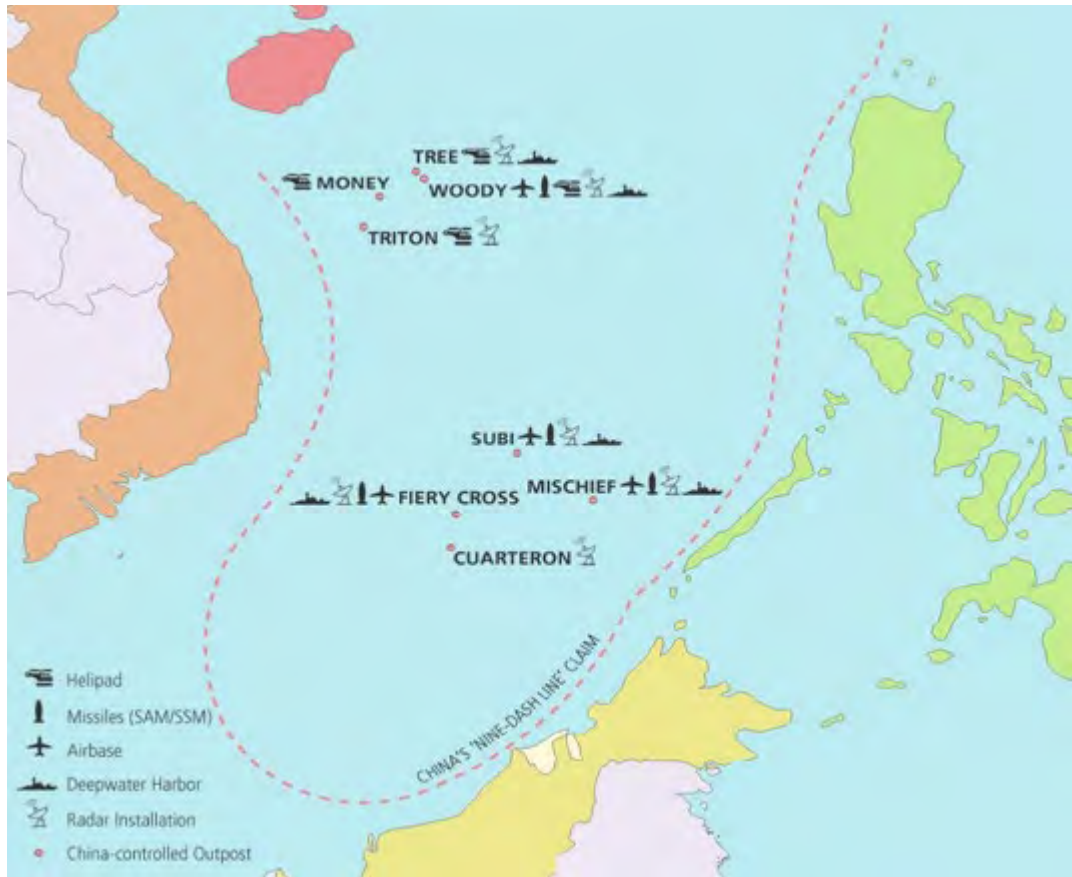 TREE
MONEY
WOODY
TRITON
SUBI
MISCHIEF
FIERY CROSS
CUARTERON
CHINA'S 'NINE-DASH LINE' CLAIM
Helipad
Missiles (SAM/SSM)
Airbase
Deepwater Harbor
Radar Installation
China-controlled Outpost